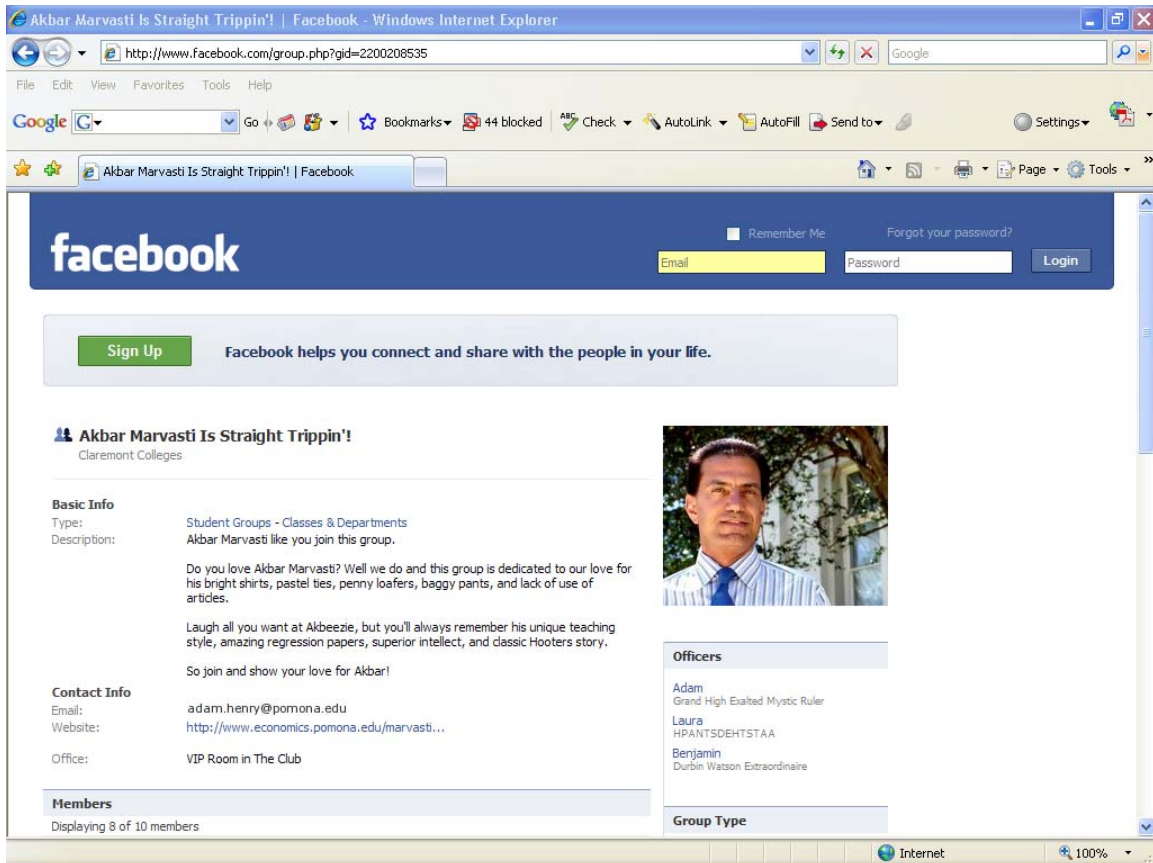 Akbar Marvasti Is Straight Trippin'! | Facebook - Windows Internet Explorer
http://www.facebook.com/group.php?gid=2200208535
Google
File Edit View Favorites Tools Help
Google G Go Bookmarks 44 blocked ABC Check AutoLink AutoFill Send to Settings
Akbar Marvasti Is Straight Trippin'! | Facebook
Page Tools »
facebook
Remember Me Forgot your password?
Email Password Login
Sign Up Facebook helps you connect and share with the people in your life.
Akbar Marvasti Is Straight Trippin'!
Claremont Colleges
Basic Info
Type: Student Groups - Classes & Departments
Description: Akbar Marvasti like you join this group.
Do you love Akbar Marvasti? Well we do and this group is dedicated to our love for
his bright shirts, pastel ties, penny loafers, baggy pants, and lack of use of
articles.
Laugh all you want at Akbeezie, but you'll always remember his unique teaching
style, amazing regression papers, superior intellect, and classic Hooters story.
So join and show your love for Akbar!
Contact Info
Email: adam.henry@pomona.edu
Website: http://www.economics.pomona.edu/marvasti...
Office: VIP Room in The Club
Members
Displaying 8 of 10 members
Officers
Adam
Grand High Exalted Mystic Ruler
Laura
HPANTSDEHTSTAA
Benjamin
Durbin Watson Extraordinaire
Group Type
Internet 100%